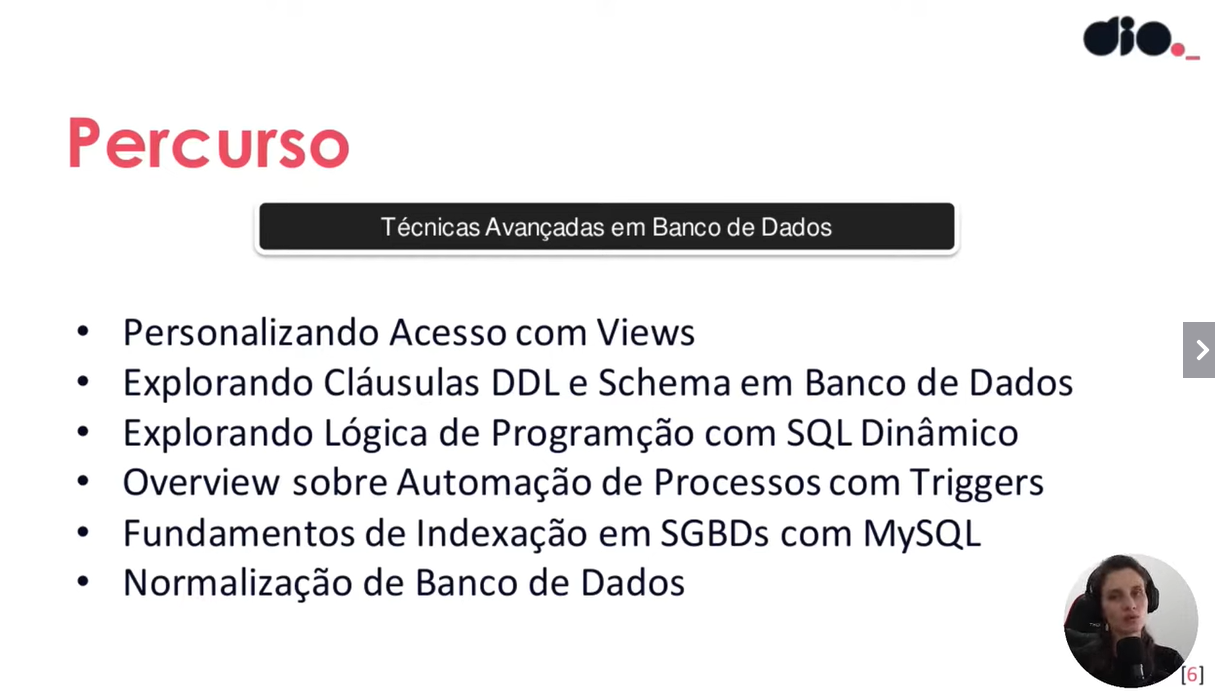 dio._
Percurso
Técnicas Avançadas em Banco de Dados
• Personalizando Acesso com Views
• Explorando Cláusulas DDL e Schema em Banco de Dados
• Explorando Lógica de Programção com SQL Dinâmico
• Overview sobre Automação de Processos com Triggers
• Fundamentos de Indexação em SGBDs com MySQL
• Normalização de Banco de Dados
[6]